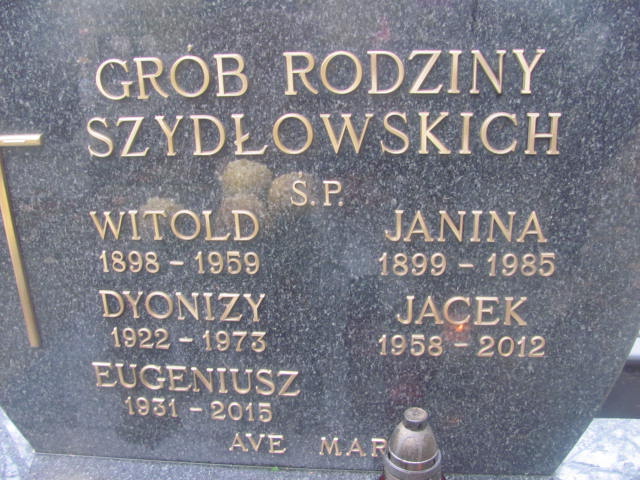 GRÓB RODZINY
SZYDŁOWSKICH
Ś.P.
WITOLD JANINA
1898 - 1959 1899 - 1985
DYONIZY JACEK
1922 - 1973 1958 - 2012
EUGENIUSZ
1931 - 2015
AVE MAR